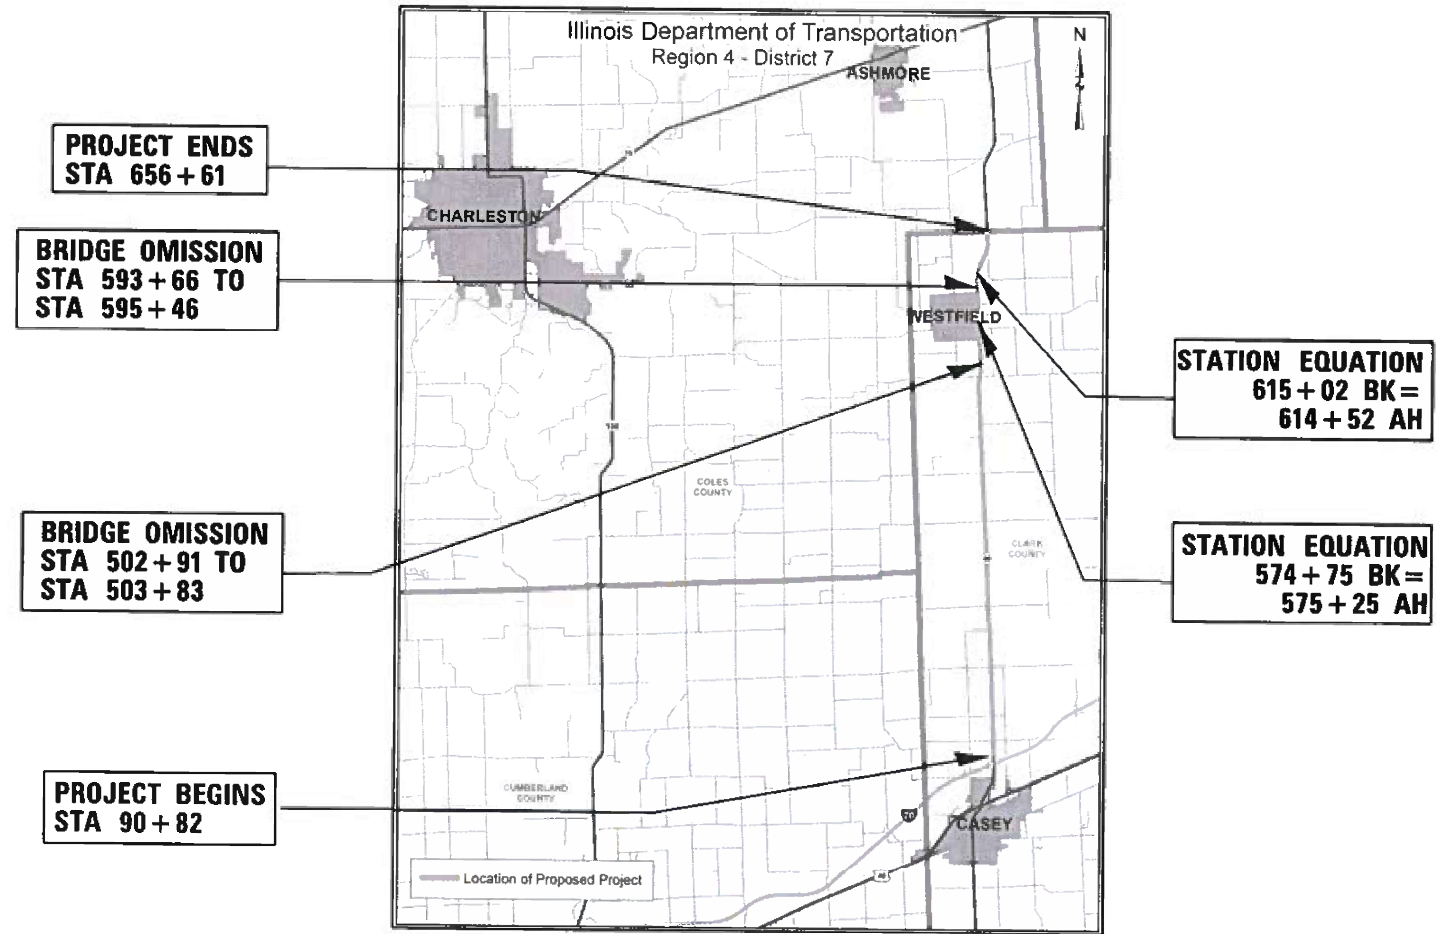 Illinois Department of Transportation
Region 4 - District 7
N
ASHMORE
PROJECT ENDS
STA 656+61
CHARLESTON
BRIDGE OMISSION
STA 593+66 TO
STA 595+46
WESTFIELD
STATION EQUATION
615+02 BK=
614+52 AH
COLES
COUNTY
BRIDGE OMISSION
STA 502+91 TO
STA 503+83
CLARK
COUNTY
STATION EQUATION
574+75 BK=
575+25 AH
PROJECT BEGINS
STA 90+82
CUMBERLAND
COUNTY
70
CASEY
Location of Proposed Project